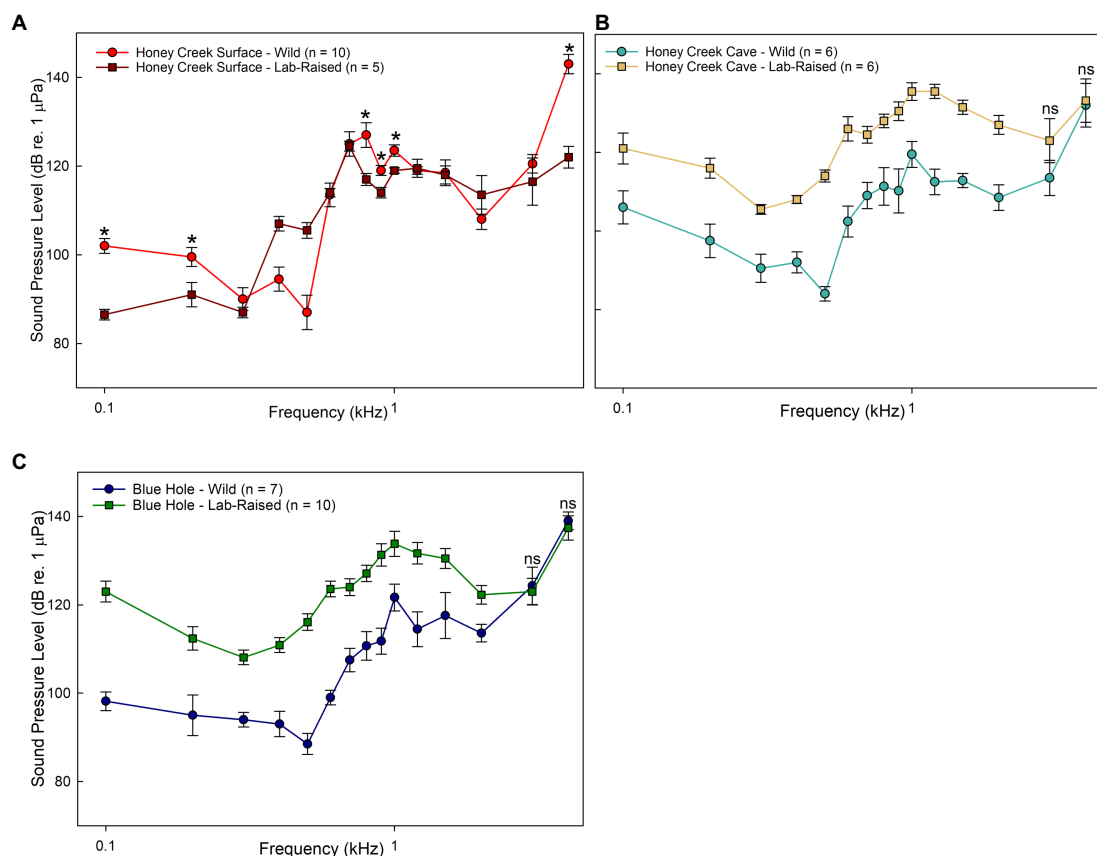 A
Honey Creek Surface - Wild (n = 10)
Honey Creek Surface - Lab-Raised (n = 5)
Sound Pressure Level (dB re. 1 μPa)
140
120
100
80
*
*
*
*
*
*
0.1
1
Frequency (kHz)
B
Honey Creek Cave - Wild (n = 6)
Honey Creek Cave - Lab-Raised (n = 6)
ns
ns
0.1
1
Frequency (kHz)
C
Blue Hole - Wild (n = 7)
Blue Hole - Lab-Raised (n = 10)
Sound Pressure Level (dB re. 1 μPa)
140
120
100
80
ns
ns
0.1
1
Frequency (kHz)